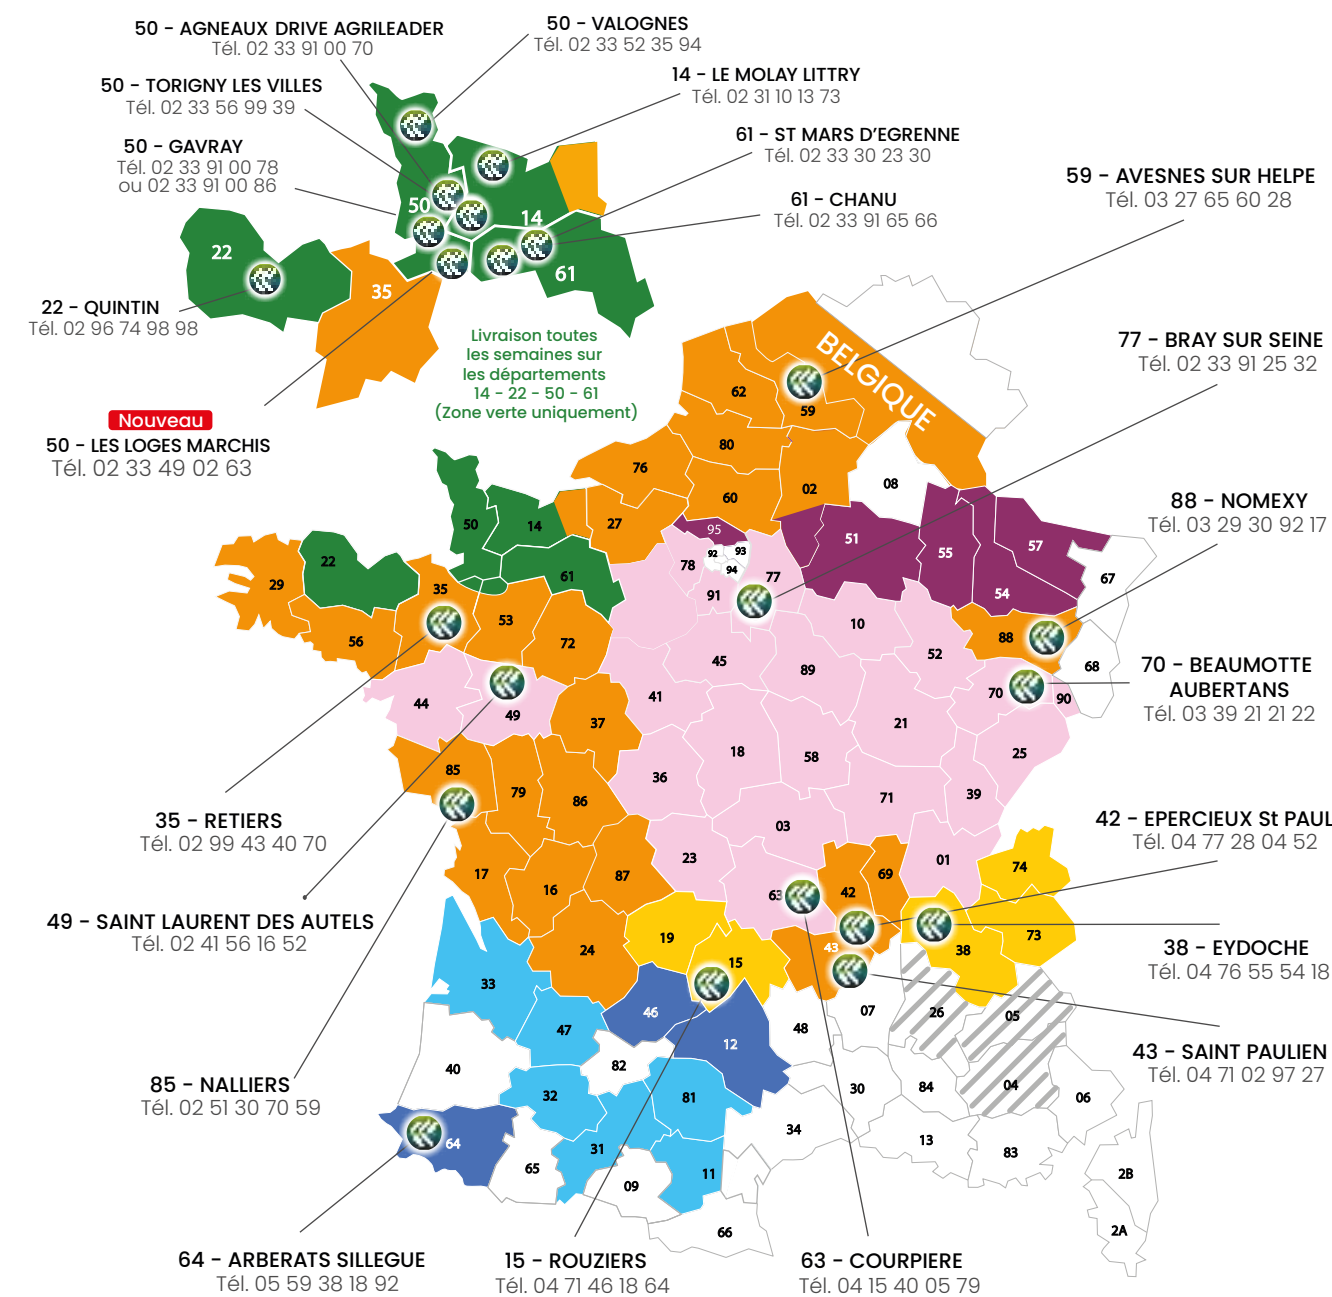 50 - AGNEAUX DRIVE AGRILEADER
Tél. 02 33 91 00 70
50 - VALOGNES
Tél. 02 33 52 35 94
50 - TORIGNY LES VILLES
Tél. 02 33 56 99 39
14 - LE MOLAY LITTRY
Tél. 02 31 10 13 73
50 - GAVRAY
Tél. 02 33 91 00 78
ou 02 33 91 00 86
61 - ST MARS D'EGRENNE
Tél. 02 33 30 23 30
61 - CHANU
Tél. 02 33 91 65 66
59 - AVESNES SUR HELPE
Tél. 03 27 65 60 28
50
14
22
61
35
22 - QUINTIN
Tél. 02 96 74 98 98
Livraison toutes
les semaines sur
les départements
14 - 22 - 50 - 61
(Zone verte uniquement)
Nouveau
50 - LES LOGES MARCHIS
Tél. 02 33 49 02 63
77 - BRAY SUR SEINE
Tél. 02 33 91 25 32
BELGIQUE
62
59
80
76
60
02
08
88 - NOMEXY
Tél. 03 29 30 92 17
50
14
27
95
51
55
57
92
93
94
78
77
91
67
22
29
35
61
54
56
53
72
10
88
52
68
45
89
70
90
70 - BEAUMOTTE
AUBERTANS
Tél. 03 39 21 21 22
44
49
41
37
21
18
58
25
85
79
86
36
71
39
03
35 - RETIERS
Tél. 02 99 43 40 70
42 - EPERCIEUX St PAUL
Tél. 04 77 28 04 52
17
16
87
23
63
42
69
01
74
49 - SAINT LAURENT DES AUTELS
Tél. 02 41 56 16 52
24
19
15
43
38
73
38 - EYDOCHE
Tél. 04 76 55 54 18
33
47
46
12
48
07
26
05
40
82
32
81
30
84
04
06
43 - SAINT PAULIEN
Tél. 04 71 02 97 27
85 - NALLIERS
Tél. 02 51 30 70 59
64
65
31
09
11
34
13
83
66
2B
2A
64 - ARBERATS SILLEGUE
Tél. 05 59 38 18 92
15 - ROUZIERS
Tél. 04 71 46 18 64
63 - COURPIERE
Tél. 04 15 40 05 79